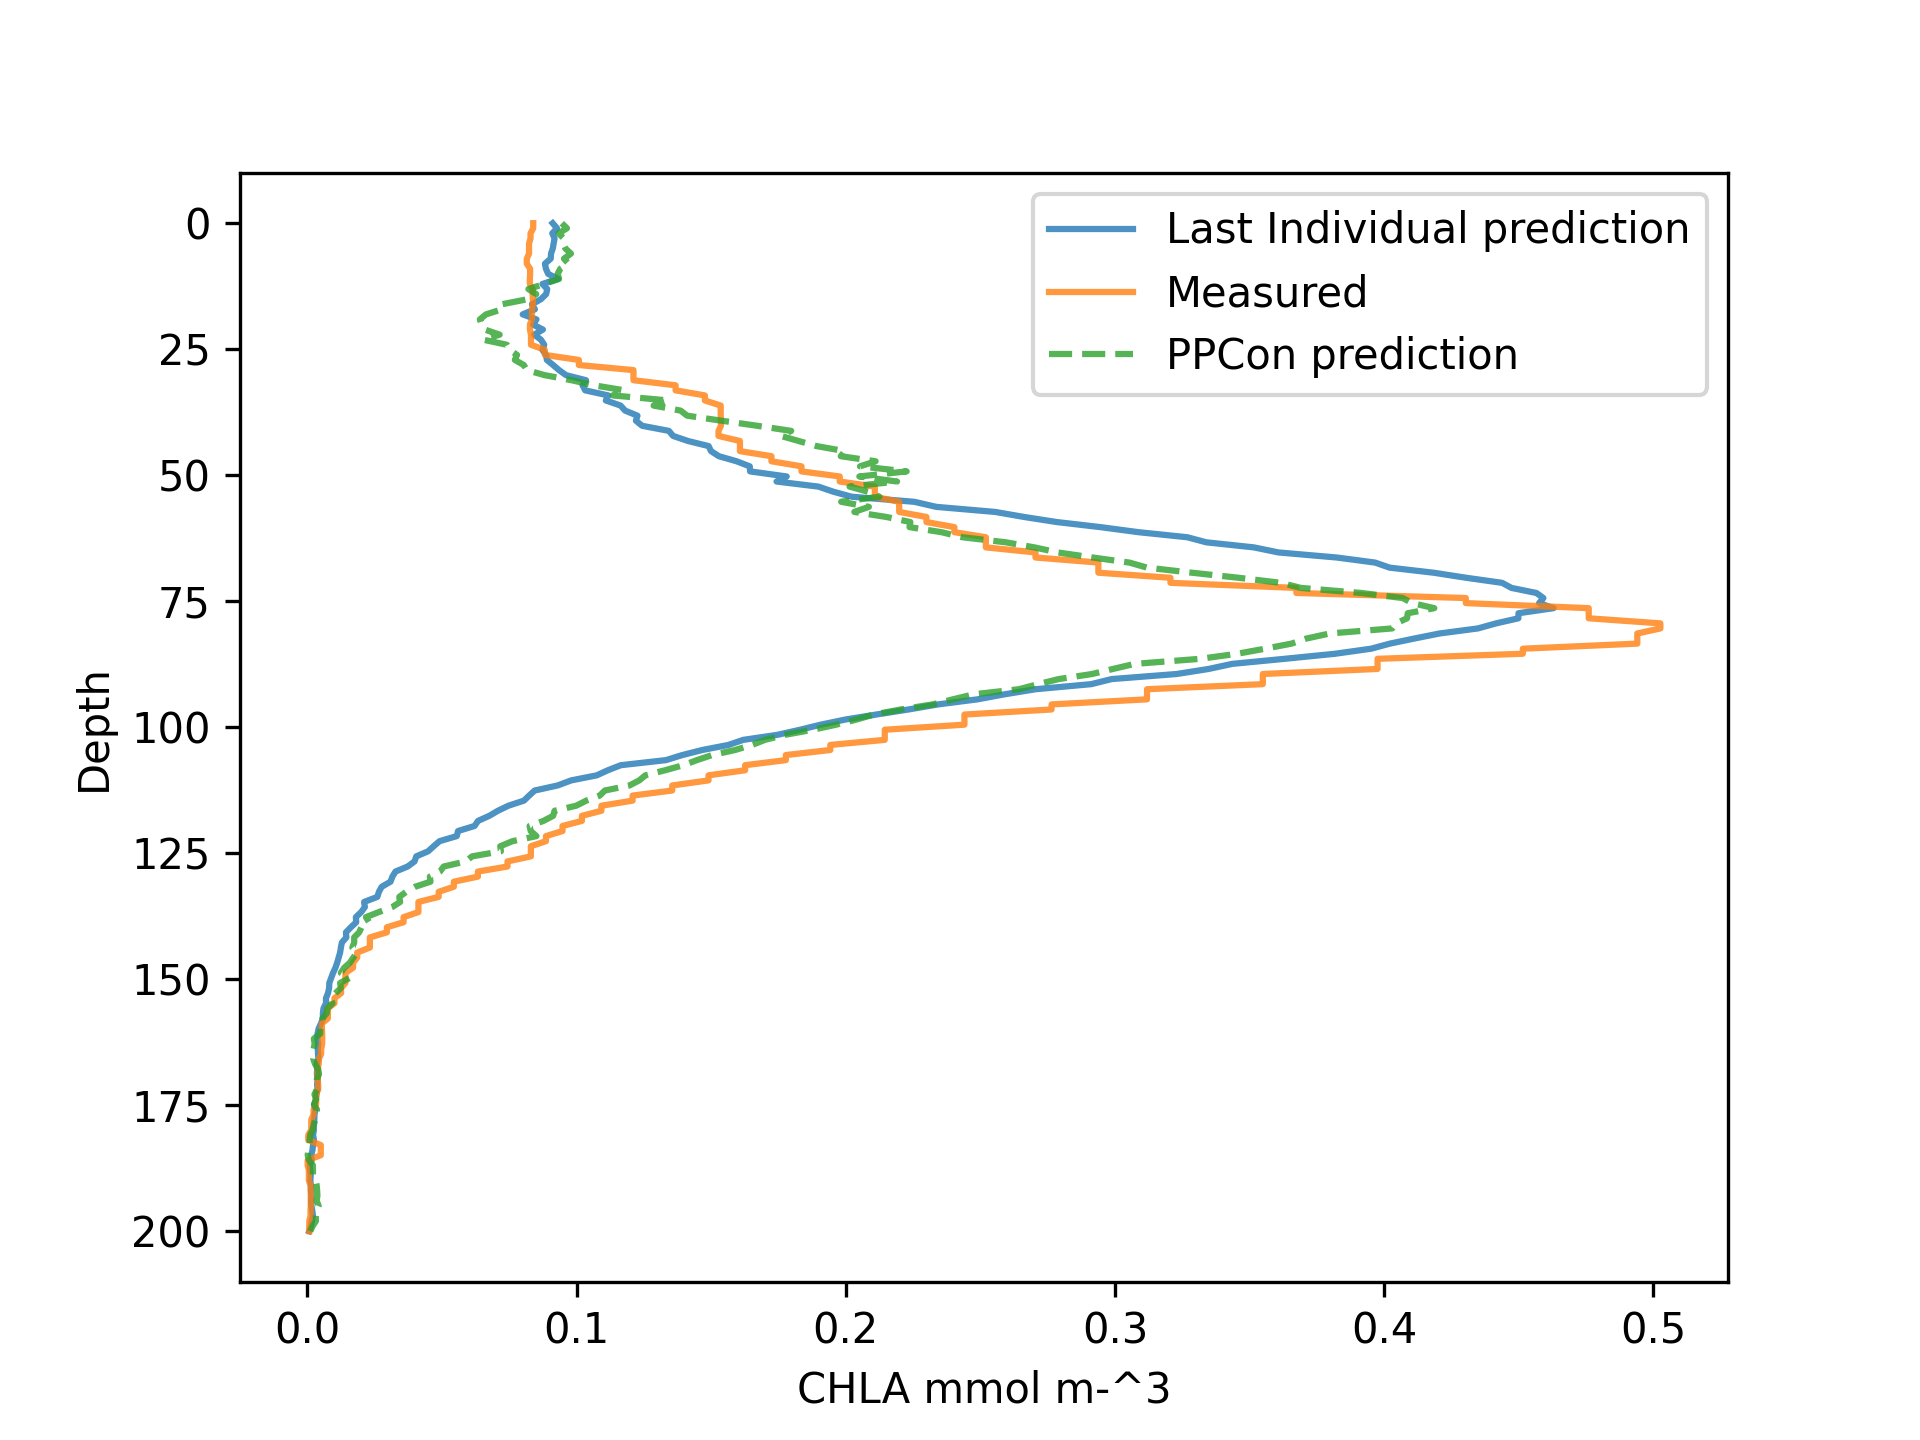 Last Individual prediction
Measured
PPCon prediction
0
25
50
75
100
125
150
175
200
Depth
0.0 0.1 0.2 0.3 0.4 0.5
CHLA mmol m-^3